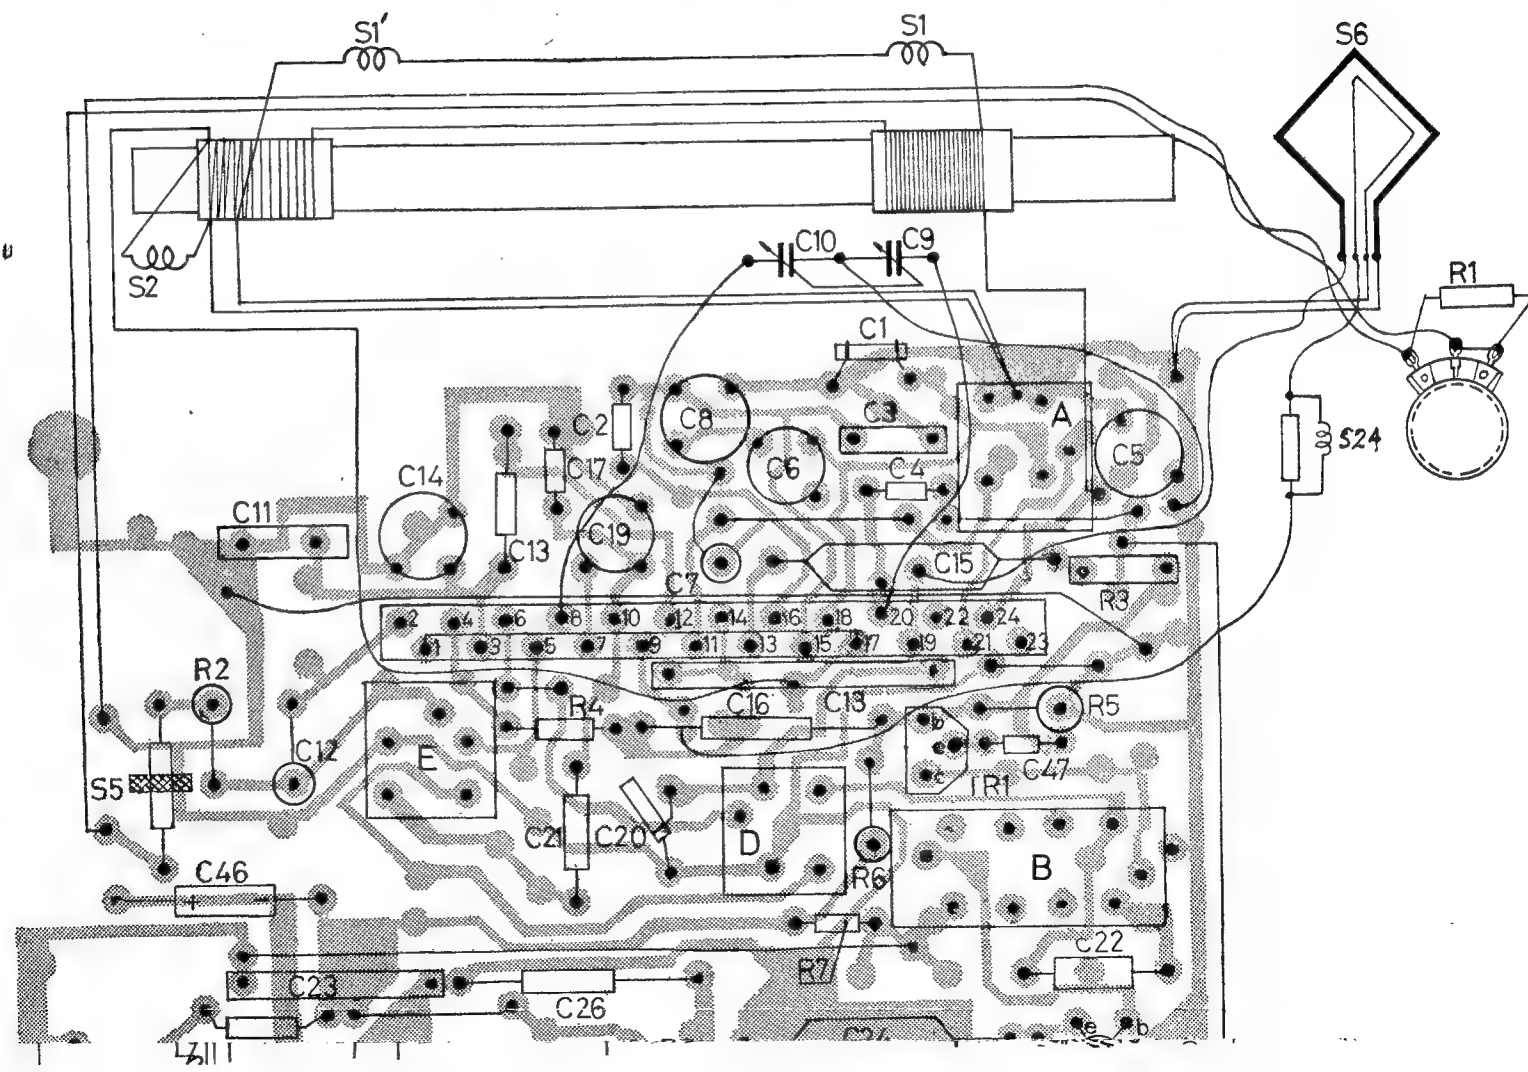 S1' S1 S6
S2
C10 C9
R1
C1
C2 C8 C3 A
C17 C6 C4 C5 S24
C14
C11 C13 C19 C7 C15 R3
2 4 6 8 10 12 14 16 18 20 22 24
1 3 5 7 9 11 13 15 17 19 21 23
R2 R4 C16 C13 b R5
e
C12 E c TR1 C47
S5
C21 C20 D R6 B
C46
+ -
R7 C22
C23 C26
C24 e b